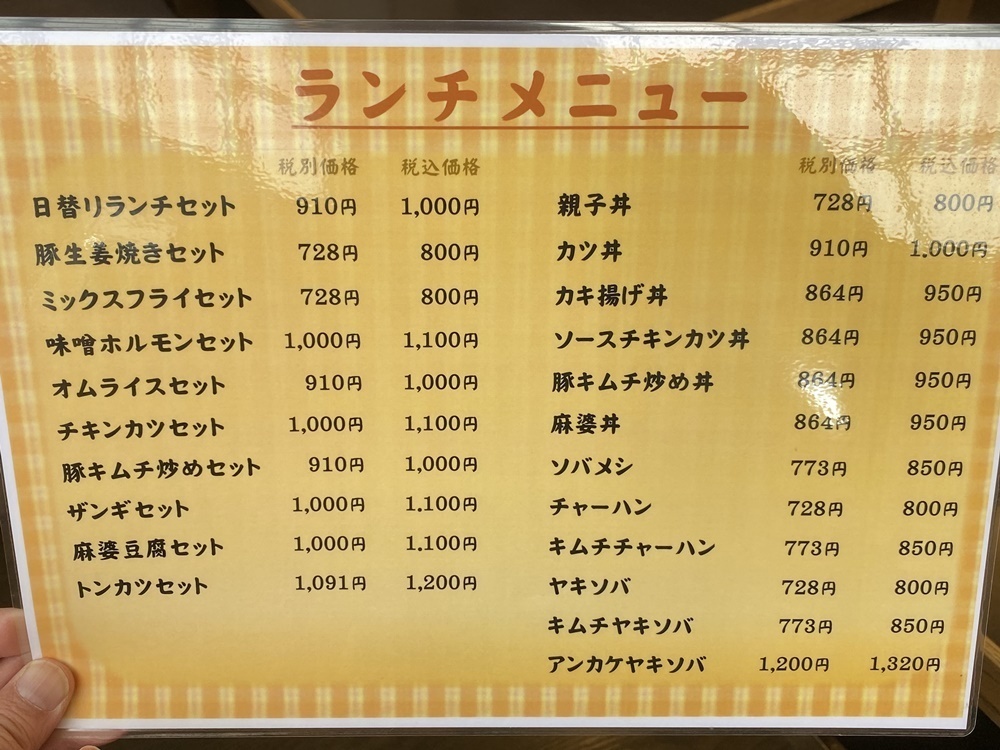 ランチメニュー
税別価格 税込価格
日替りランチセット 910円 1,000円
豚生姜焼きセット 728円 800円
ミックスフライセット 728円 800円
味噌ホルモンセット 1,000円 1,100円
オムライスセット 910円 1,000円
チキンカツセット 1,000円 1,100円
豚キムチ炒めセット 910円 1,000円
ザンギセット 1,000円 1.100円
麻婆豆腐セット 1,000円 1.100円
トンカツセット 1,091円 1,200円
税別価格 税込価格
親子丼 728円 800円
カツ丼 910円 1.000円
カキ揚げ丼 864円 950円
ソースチキンカツ丼 864円 950円
豚キムチ炒め丼 864円 950円
麻婆丼 864円 950円
ソバメシ 773円 850円
チャーハン 728円 800円
キムチチャーハン 773円 850円
ヤキソバ 728円 800円
キムチヤキソバ 773円 850円
アンカケヤキソバ 1,200円 1,320円